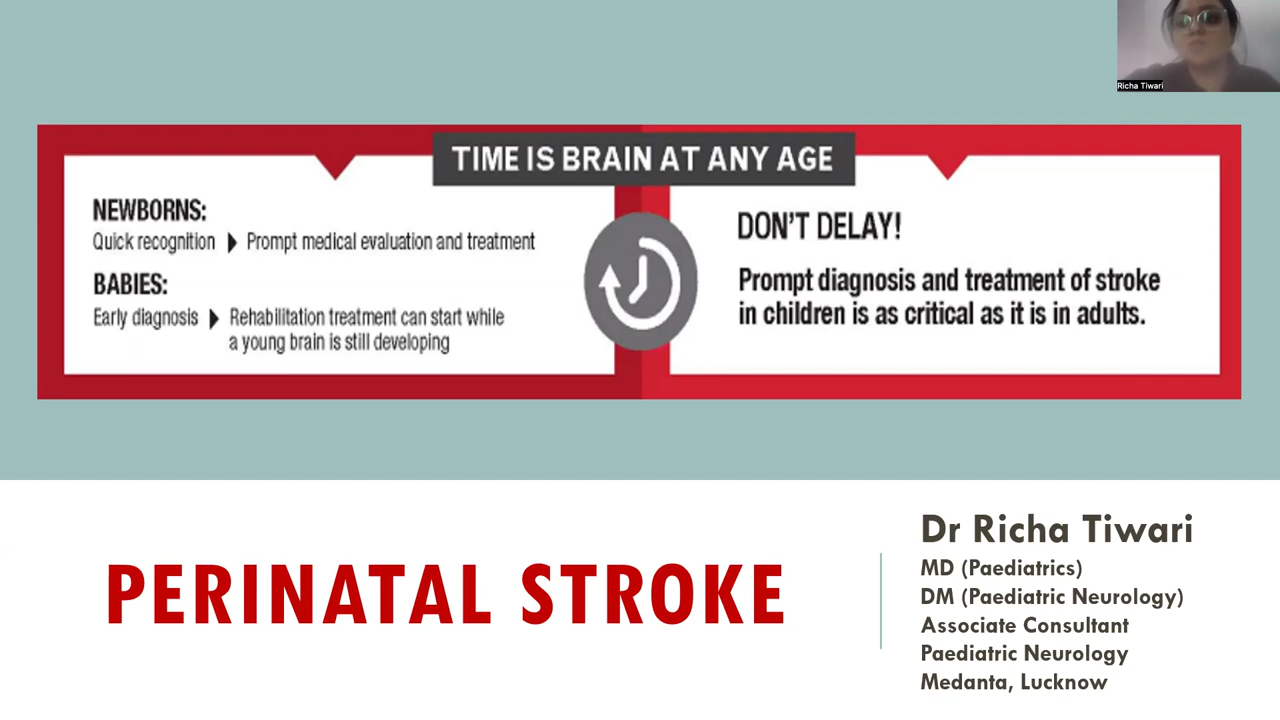 Richa Tiwari
TIME IS BRAIN AT ANY AGE
NEWBORNS:
Quick recognition Prompt medical evaluation and treatment
BABIES:
Early diagnosis Rehabilitation treatment can start while
a young brain is still developing
DON'T DELAY!
Prompt diagnosis and treatment of stroke
in children is as critical as it is in adults.
PERINATAL STROKE
Dr Richa Tiwari
MD (Paediatrics)
DM (Paediatric Neurology)
Associate Consultant
Paediatric Neurology
Medanta, Lucknow